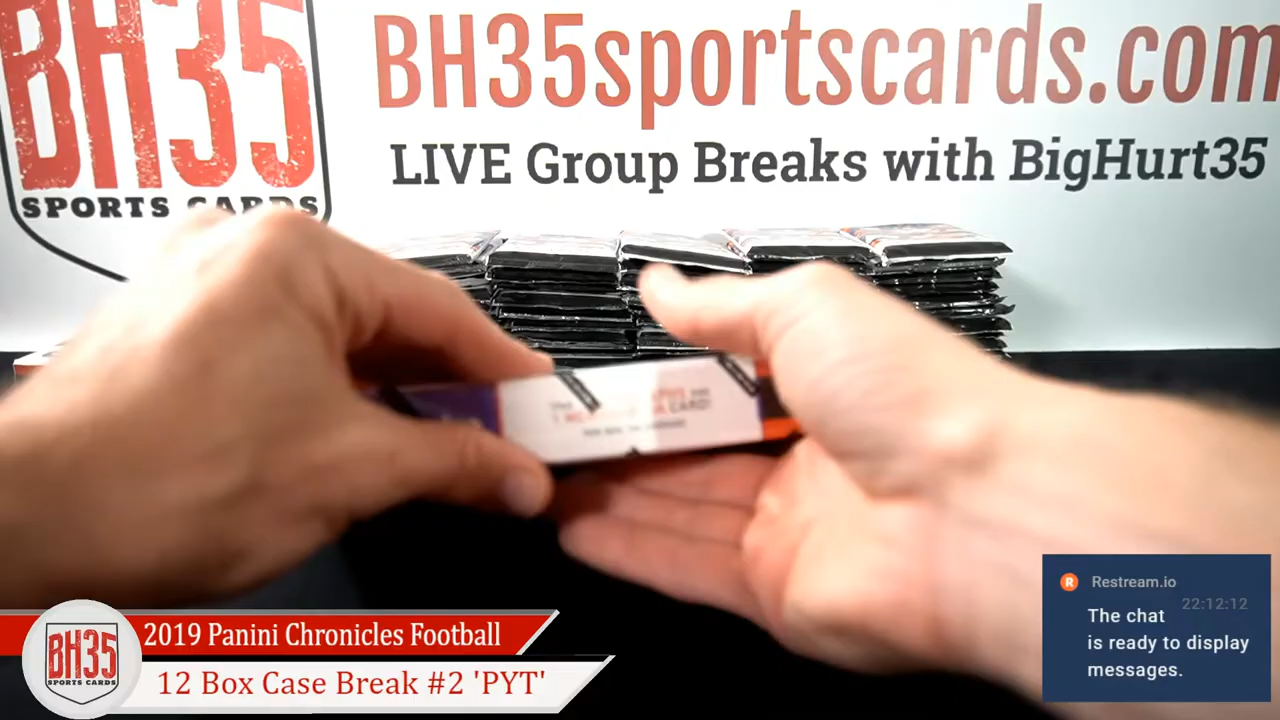 BH35
SPORTS CARDS
BH35sportscards.com
LIVE Group Breaks with BigHurt35
CARD!
Restream.io
22:12:12
The chat
is ready to display
messages.
BH35
SPORTS CARDS
2019 Panini Chronicles Football
12 Box Case Break #2 'PYT'